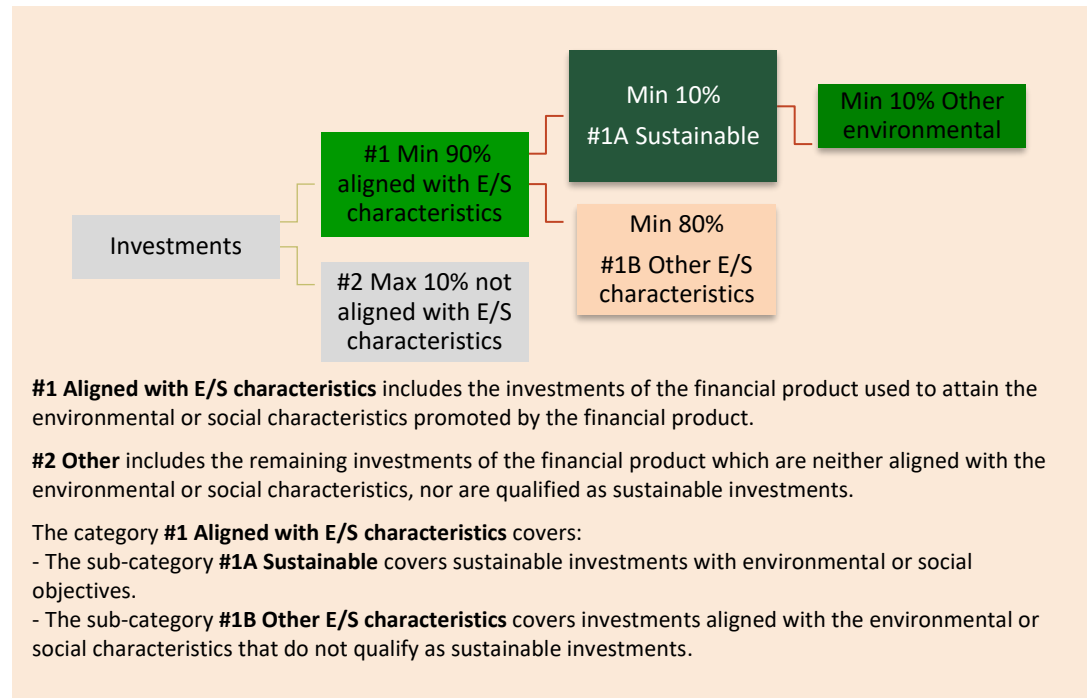 Min 10%
#1A Sustainable
Min 10% Other
environmental
#1 Min 90%
aligned with E/S
characteristics
Investments
Min 80%
#1B Other E/S
characteristics
#2 Max 10% not
aligned with E/S
characteristics
#1 Aligned with E/S characteristics includes the investments of the financial product used to attain the
environmental or social characteristics promoted by the financial product.
#2 Other includes the remaining investments of the financial product which are neither aligned with the
environmental or social characteristics, nor are qualified as sustainable investments.
The category #1 Aligned with E/S characteristics covers:
- The sub-category #1A Sustainable covers sustainable investments with environmental or social
objectives.
- The sub-category #1B Other E/S characteristics covers investments aligned with the environmental or
social characteristics that do not qualify as sustainable investments.